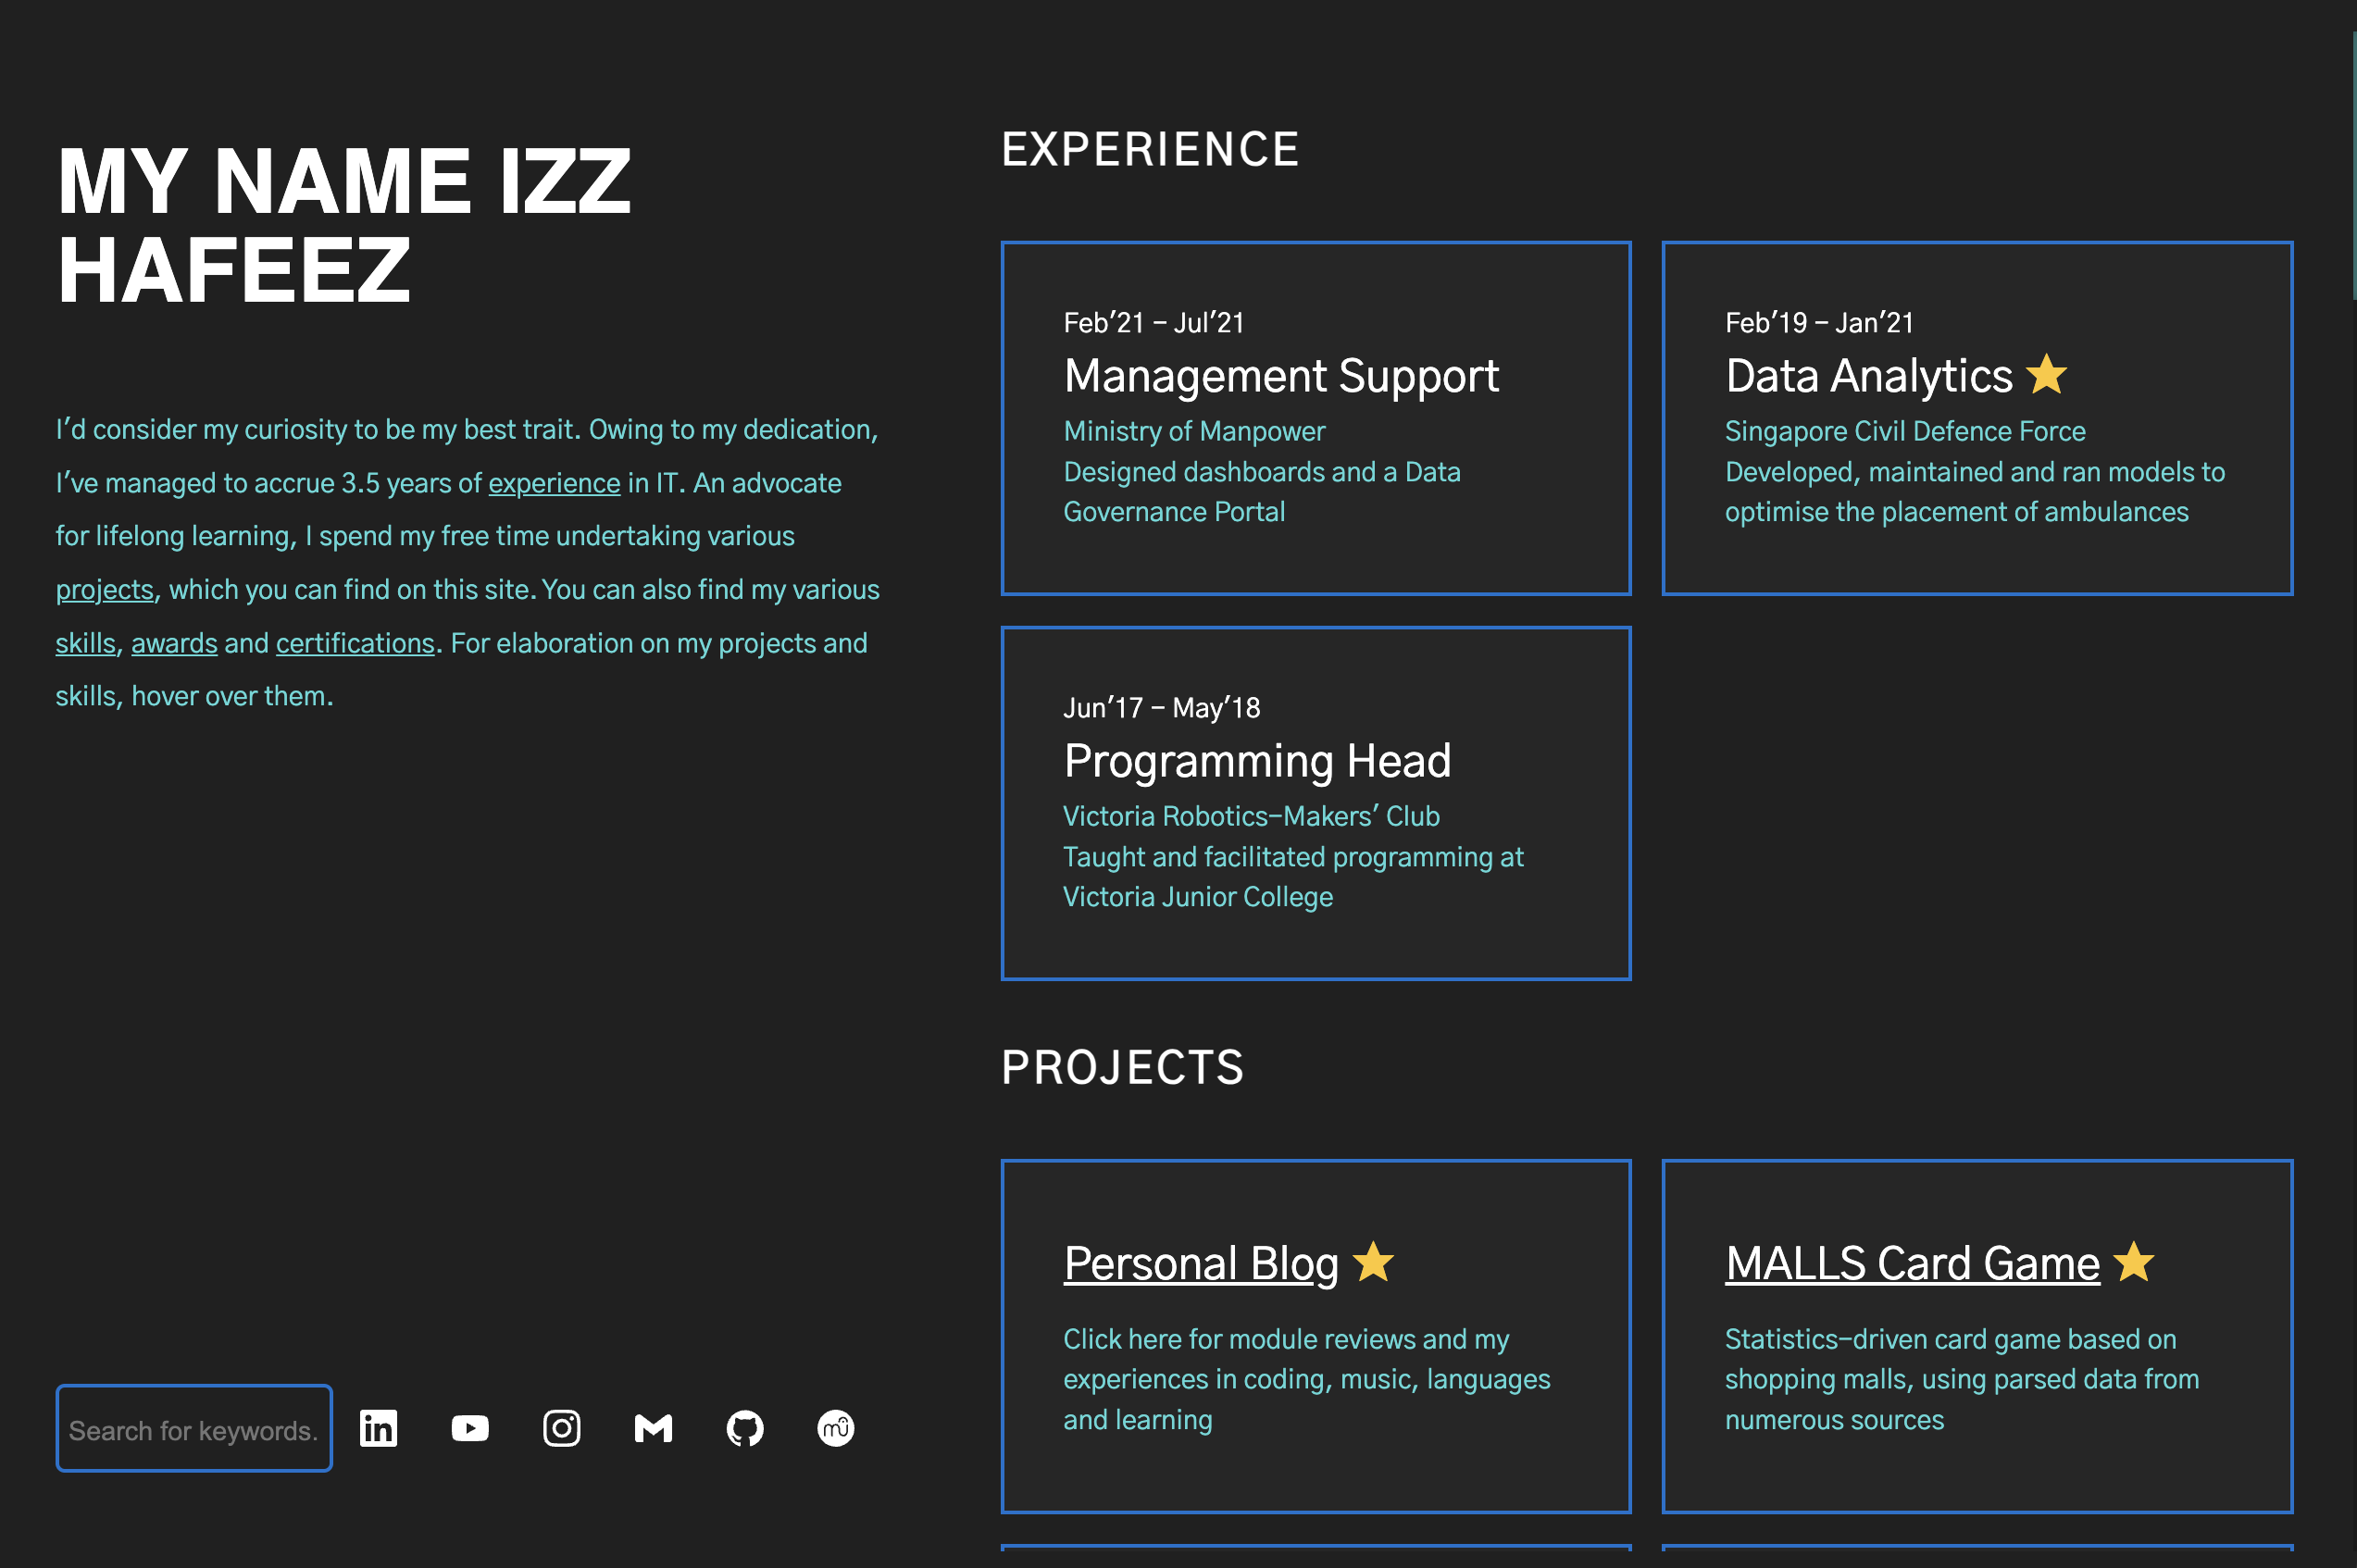 MY NAME IZZ
HAFEEZ
I'd consider my curiosity to be my best trait. Owing to my dedication,
I've managed to accrue 3.5 years of experience in IT. An advocate
for lifelong learning, I spend my free time undertaking various
projects, which you can find on this site. You can also find my various
skills, awards and certifications. For elaboration on my projects and
skills, hover over them.
Search for keywords.
in
EXPERIENCE
Feb'21 - Jul'21
Management Support
Ministry of Manpower
Designed dashboards and a Data
Governance Portal
Feb'19 - Jan'21
Data Analytics
Singapore Civil Defence Force
Developed, maintained and ran models to
optimise the placement of ambulances
Jun'17 - May'18
Programming Head
Victoria Robotics-Makers' Club
Taught and facilitated programming at
Victoria Junior College
PROJECTS
Personal Blog
Click here for module reviews and my
experiences in coding, music, languages
and learning
MALLS Card Game
Statistics-driven card game based on
shopping malls, using parsed data from
numerous sources